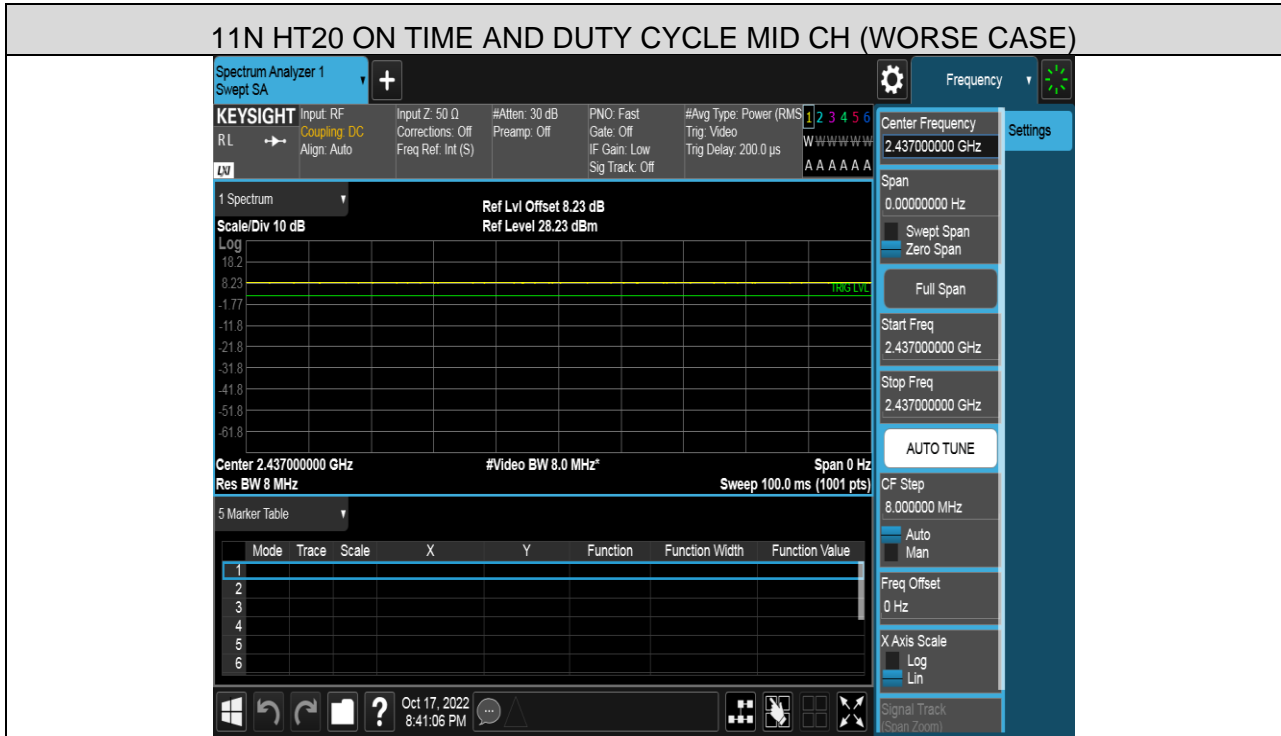 11N HT20 ON TIME AND DUTY CYCLE MID CH (WORSE CASE)
Spectrum Analyzer 1
Swept SA
+
Frequency
KEYSIGHT
RL
LXI
Input: RF
Coupling: DC
Align: Auto
Input Z: 50 Ω
Corrections: Off
Freq Ref: Int (S)
#Atten: 30 dB
Preamp: Off
PNO: Fast
Gate: Off
IF Gain: Low
Sig Track: Off
#Avg Type: Power (RMS
Trig: Video
Trig Delay: 200.0 µs
1 2 3 4 5 6
W W W W W W
A A A A A A
1 Spectrum
Scale/Div 10 dB
Ref Lvl Offset 8.23 dB
Ref Level 28.23 dBm
Log
18.2
8.23
-1.77
-11.8
-21.8
-31.8
-41.8
-51.8
-61.8
TRIG LVL
Center 2.437000000 GHz
#Video BW 8.0 MHz*
Span 0 Hz
Res BW 8 MHz
Sweep 100.0 ms (1001 pts)
5 Marker Table
Mode Trace Scale X Y Function Function Width Function Value
1
2
3
4
5
6
Center Frequency
2.437000000 GHz
Settings
Span
0.00000000 Hz
Swept Span
Zero Span
Full Span
Start Freq
2.437000000 GHz
Stop Freq
2.437000000 GHz
AUTO TUNE
CF Step
8.000000 MHz
Auto
Man
Freq Offset
0 Hz
X Axis Scale
Log
Lin
Signal Track
(Span Zoom)
?
Oct 17, 2022
8:41:06 PM